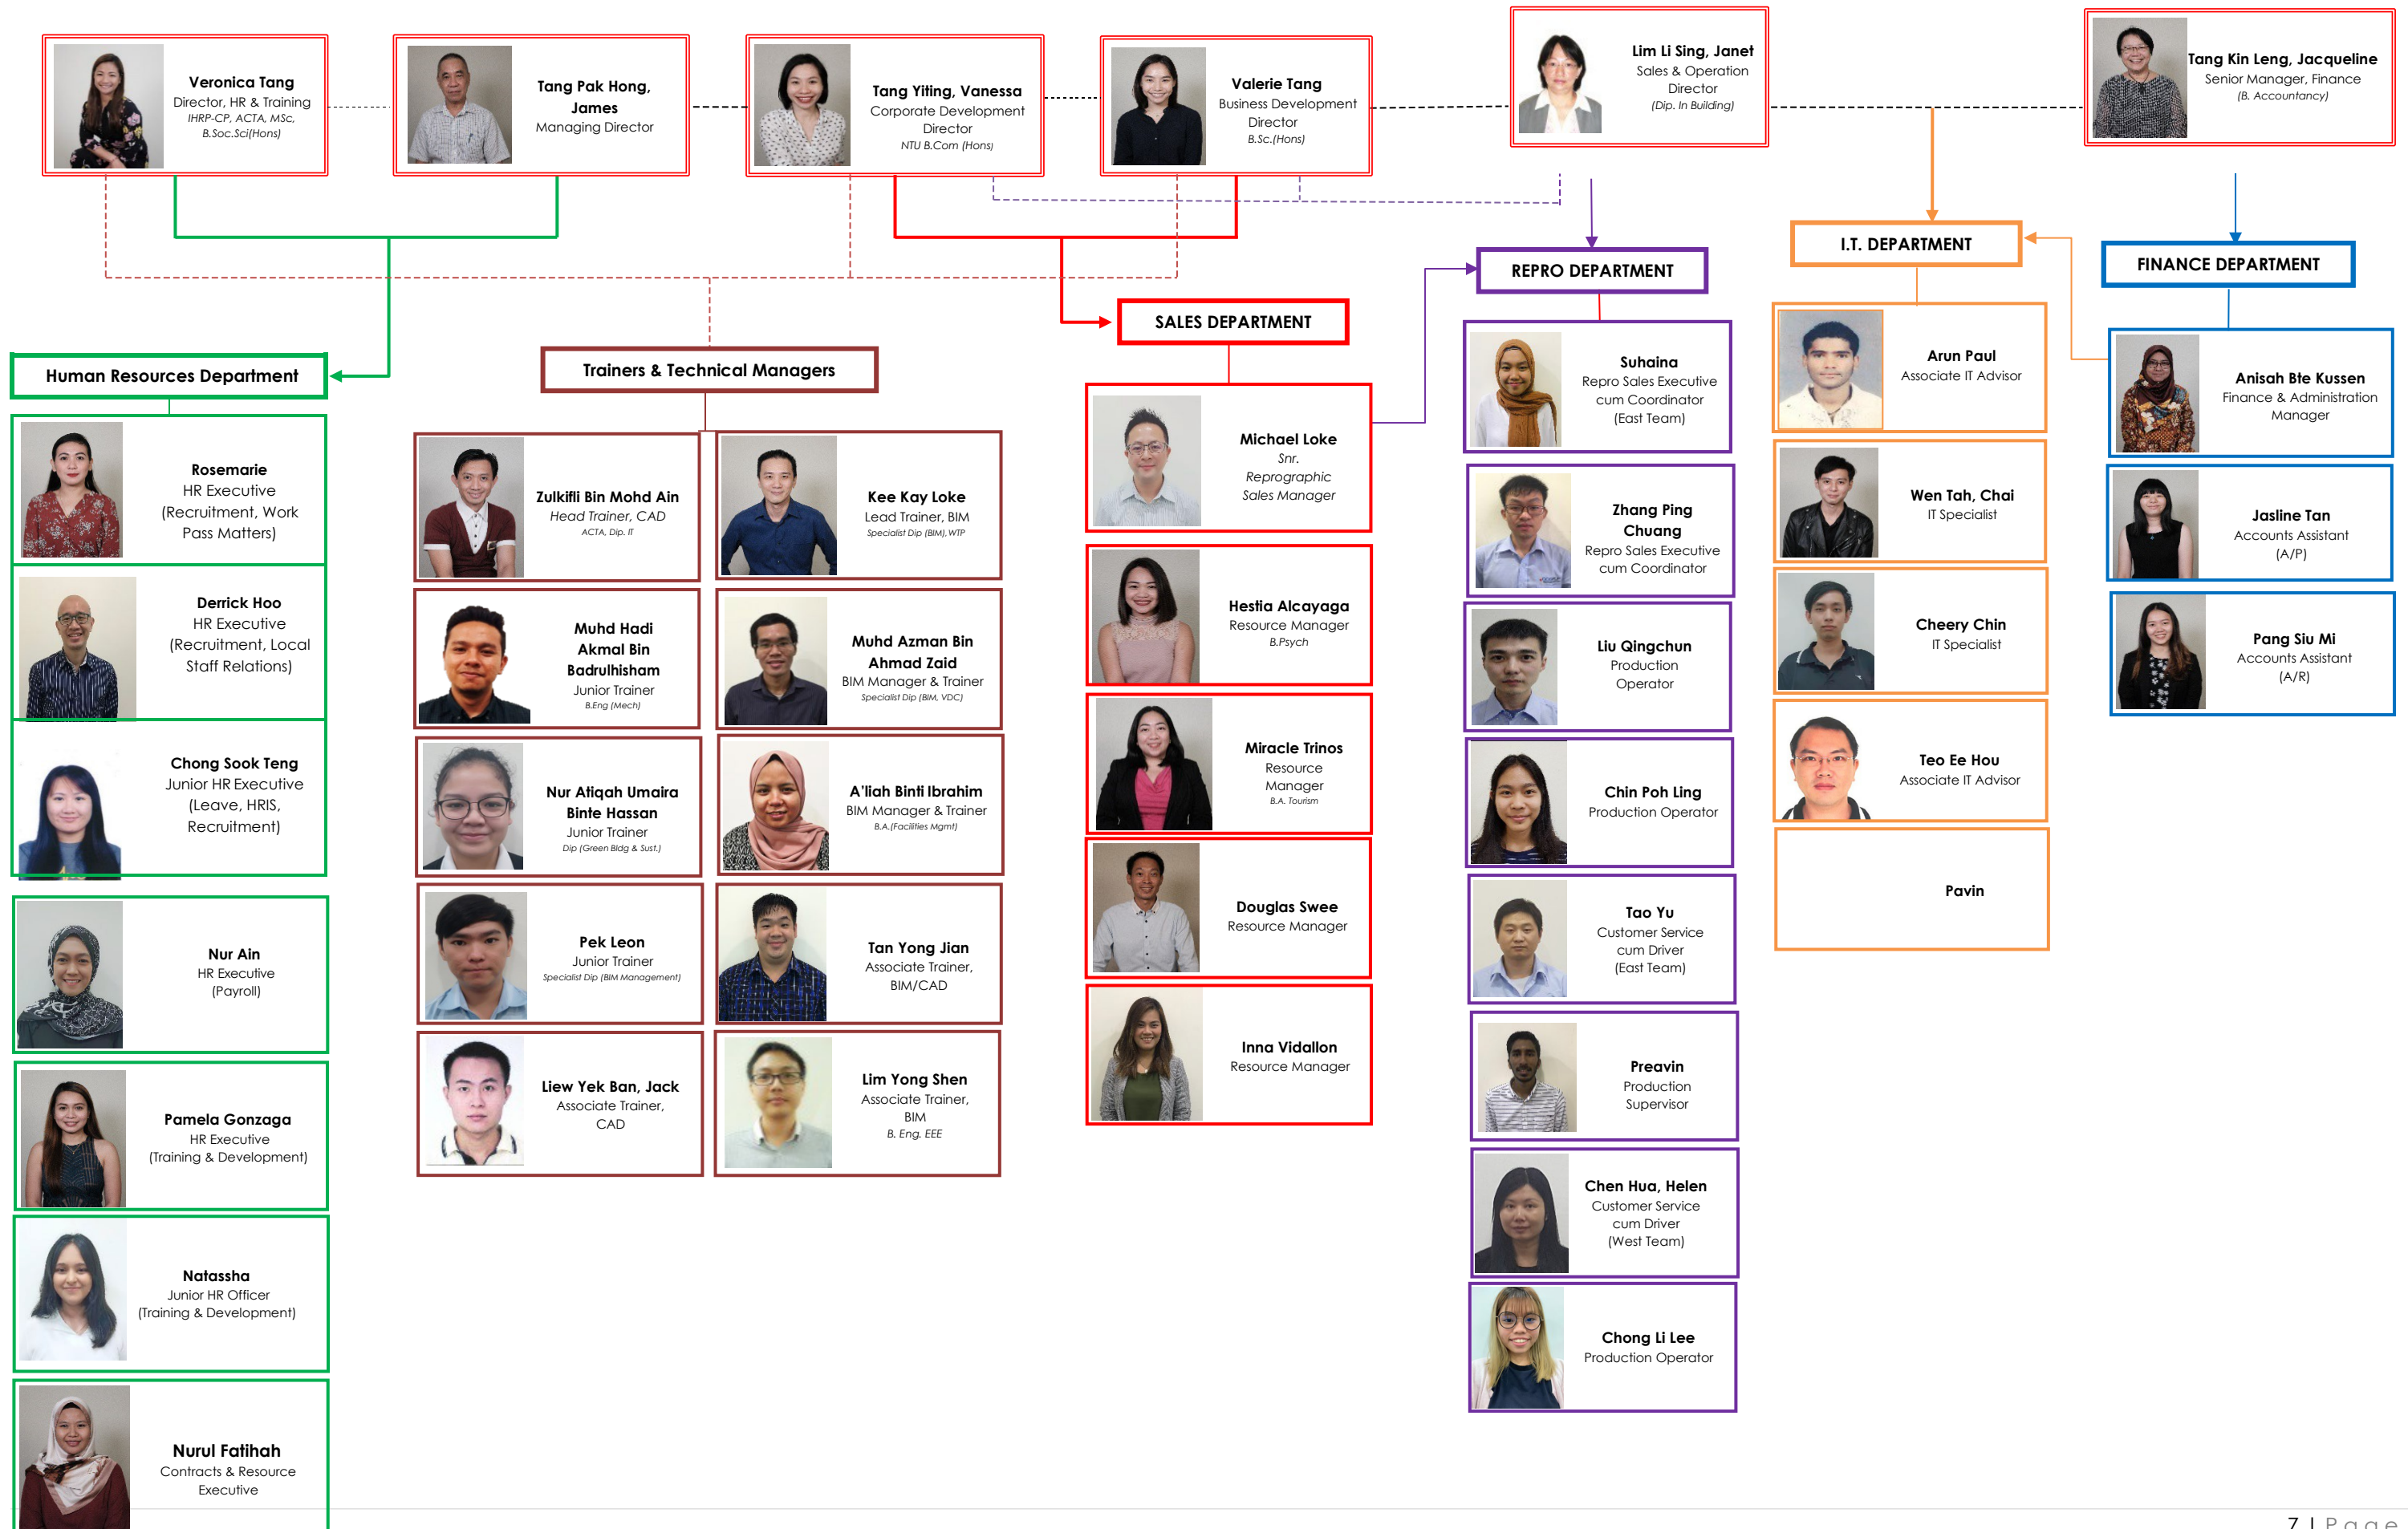 Veronica Tang
Director, HR & Training
IHRP-CP, ACTA, MSc,
B.Soc.Sci(Hons)
Tang Pak Hong,
James
Managing Director
Tang Yiting, Vanessa
Corporate Development
Director
NTU B.Com (Hons)
Valerie Tang
Business Development
Director
B.Sc.(Hons)
Lim Li Sing, Janet
Sales & Operation
Director
(Dip. In Building)
Tang Kin Leng, Jacqueline
Senior Manager, Finance
(B. Accountancy)
Human Resources Department
Rosemarie
HR Executive
(Recruitment, Work
Pass Matters)
Derrick Hoo
HR Executive
(Recruitment, Local
Staff Relations)
Chong Sook Teng
Junior HR Executive
(Leave, HRIS,
Recruitment)
Nur Ain
HR Executive
(Payroll)
Pamela Gonzaga
HR Executive
(Training & Development)
Natassha
Junior HR Officer
(Training & Development)
Nurul Fatihah
Contracts & Resource
Executive
Trainers & Technical Managers
Zulkifli Bin Mohd Ain
Head Trainer, CAD
ACTA, Dip. IT
Kee Kay Loke
Lead Trainer, BIM
Specialist Dip (BIM), WTP
Muhd Hadi
Akmal Bin
Badrulhisham
Junior Trainer
B.Eng (Mech)
Muhd Azman Bin
Ahmad Zaid
BIM Manager & Trainer
Specialist Dip (BIM, VDC)
Nur Atiqah Umaira
Binte Hassan
Junior Trainer
Dip (Green Bldg & Sust.)
A'liah Binti Ibrahim
BIM Manager & Trainer
B.A.(Facilities Mgmt)
Pek Leon
Junior Trainer
Specialist Dip (BIM Management)
Tan Yong Jian
Associate Trainer,
BIM/CAD
Liew Yek Ban, Jack
Associate Trainer,
CAD
Lim Yong Shen
Associate Trainer,
BIM
B. Eng. EEE
SALES DEPARTMENT
Michael Loke
Snr.
Reprographic
Sales Manager
Hestia Alcayaga
Resource Manager
B.Psych
Miracle Trinos
Resource
Manager
B.A. Tourism
Douglas Swee
Resource Manager
Inna Vidallon
Resource Manager
REPRO DEPARTMENT
Suhaina
Repro Sales Executive
cum Coordinator
(East Team)
Zhang Ping
Chuang
Repro Sales Executive
cum Coordinator
Liu Qingchun
Production
Operator
Chin Poh Ling
Production Operator
Tao Yu
Customer Service
cum Driver
(East Team)
Preavin
Production
Supervisor
Chen Hua, Helen
Customer Service
cum Driver
(West Team)
Chong Li Lee
Production Operator
I.T. DEPARTMENT
Arun Paul
Associate IT Advisor
Wen Tah, Chai
IT Specialist
Cheery Chin
IT Specialist
Teo Ee Hou
Associate IT Advisor
Pavin
FINANCE DEPARTMENT
Anisah Bte Kussen
Finance & Administration
Manager
Jasline Tan
Accounts Assistant
(A/P)
Pang Siu Mi
Accounts Assistant
(A/R)
7 | Page